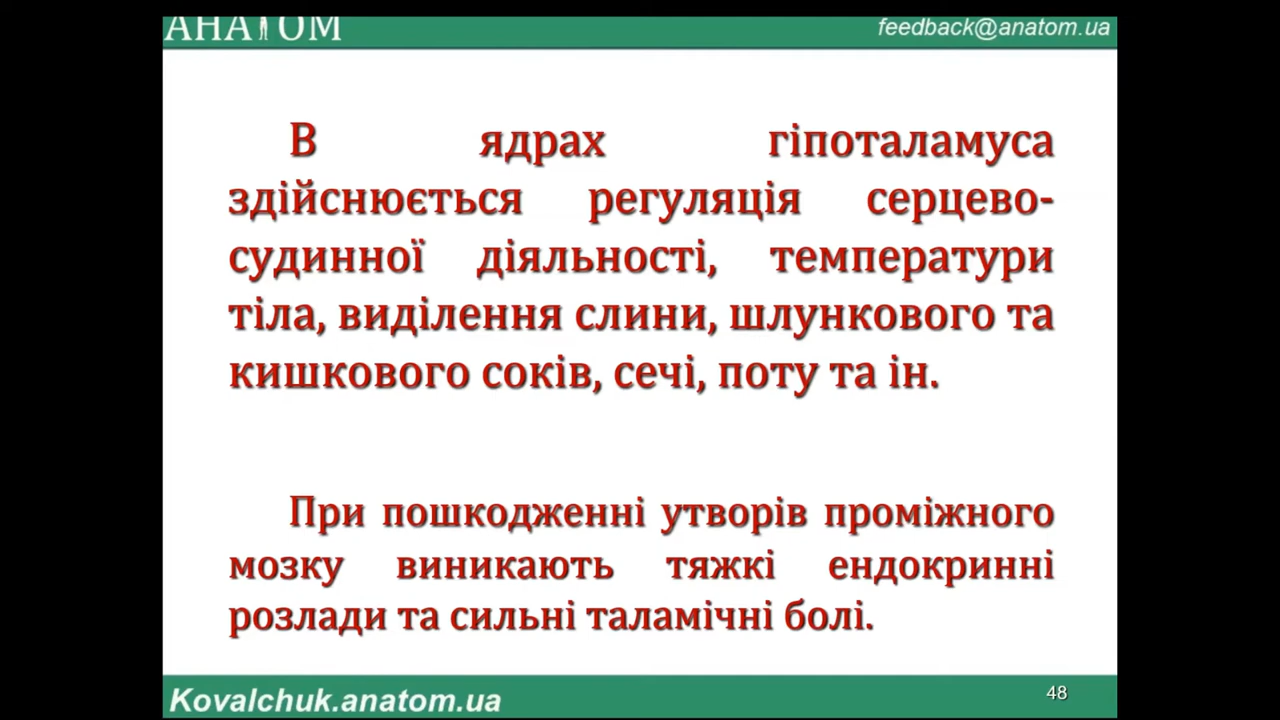 АНАТОМ
feedback@anatom.ua
В ядрах гіпоталамуса
здійснюється регуляція серцево-
судинної діяльності, температури
тіла, виділення слини, шлункового та
кишкового соків, сечі, поту та ін.
При пошкодженні утворів проміжного
мозку виникають тяжкі ендокринні
розлади та сильні таламічні болі.
Kovalchuk.anatom.ua
48